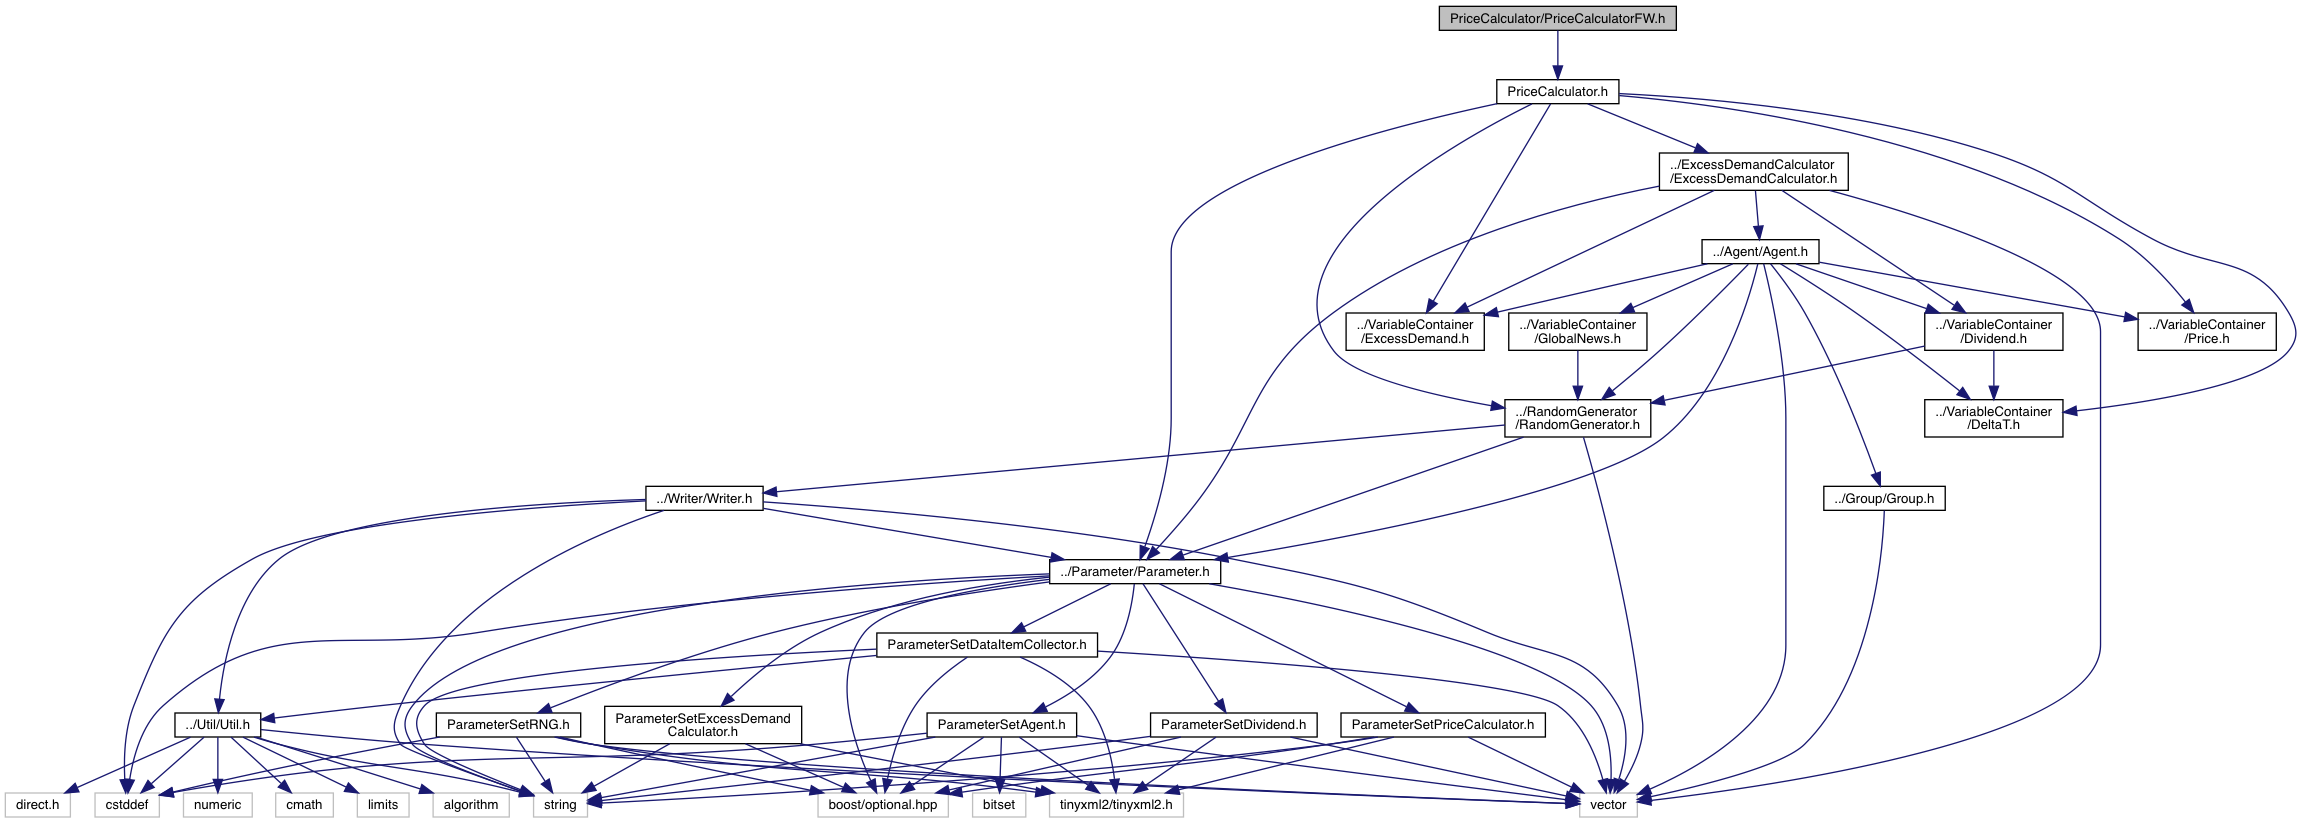 PriceCalculator/PriceCalculatorFW.h
PriceCalculator.h
../ExcessDemandCalculator
/ExcessDemandCalculator.h
../Agent/Agent.h
../VariableContainer
/ExcessDemand.h
../VariableContainer
/GlobalNews.h
../VariableContainer
/Dividend.h
../VariableContainer
/Price.h
../RandomGenerator
/RandomGenerator.h
../VariableContainer
/DeltaT.h
../Writer/Writer.h
../Group/Group.h
../Parameter/Parameter.h
ParameterSetDataItemCollector.h
../Util/Util.h
ParameterSetRNG.h
ParameterSetExcessDemand
Calculator.h
ParameterSetAgent.h
ParameterSetDividend.h
ParameterSetPriceCalculator.h
direct.h
cstddef
numeric
cmath
limits
algorithm
string
boost/optional.hpp
bitset
tinyxml2/tinyxml2.h
vector